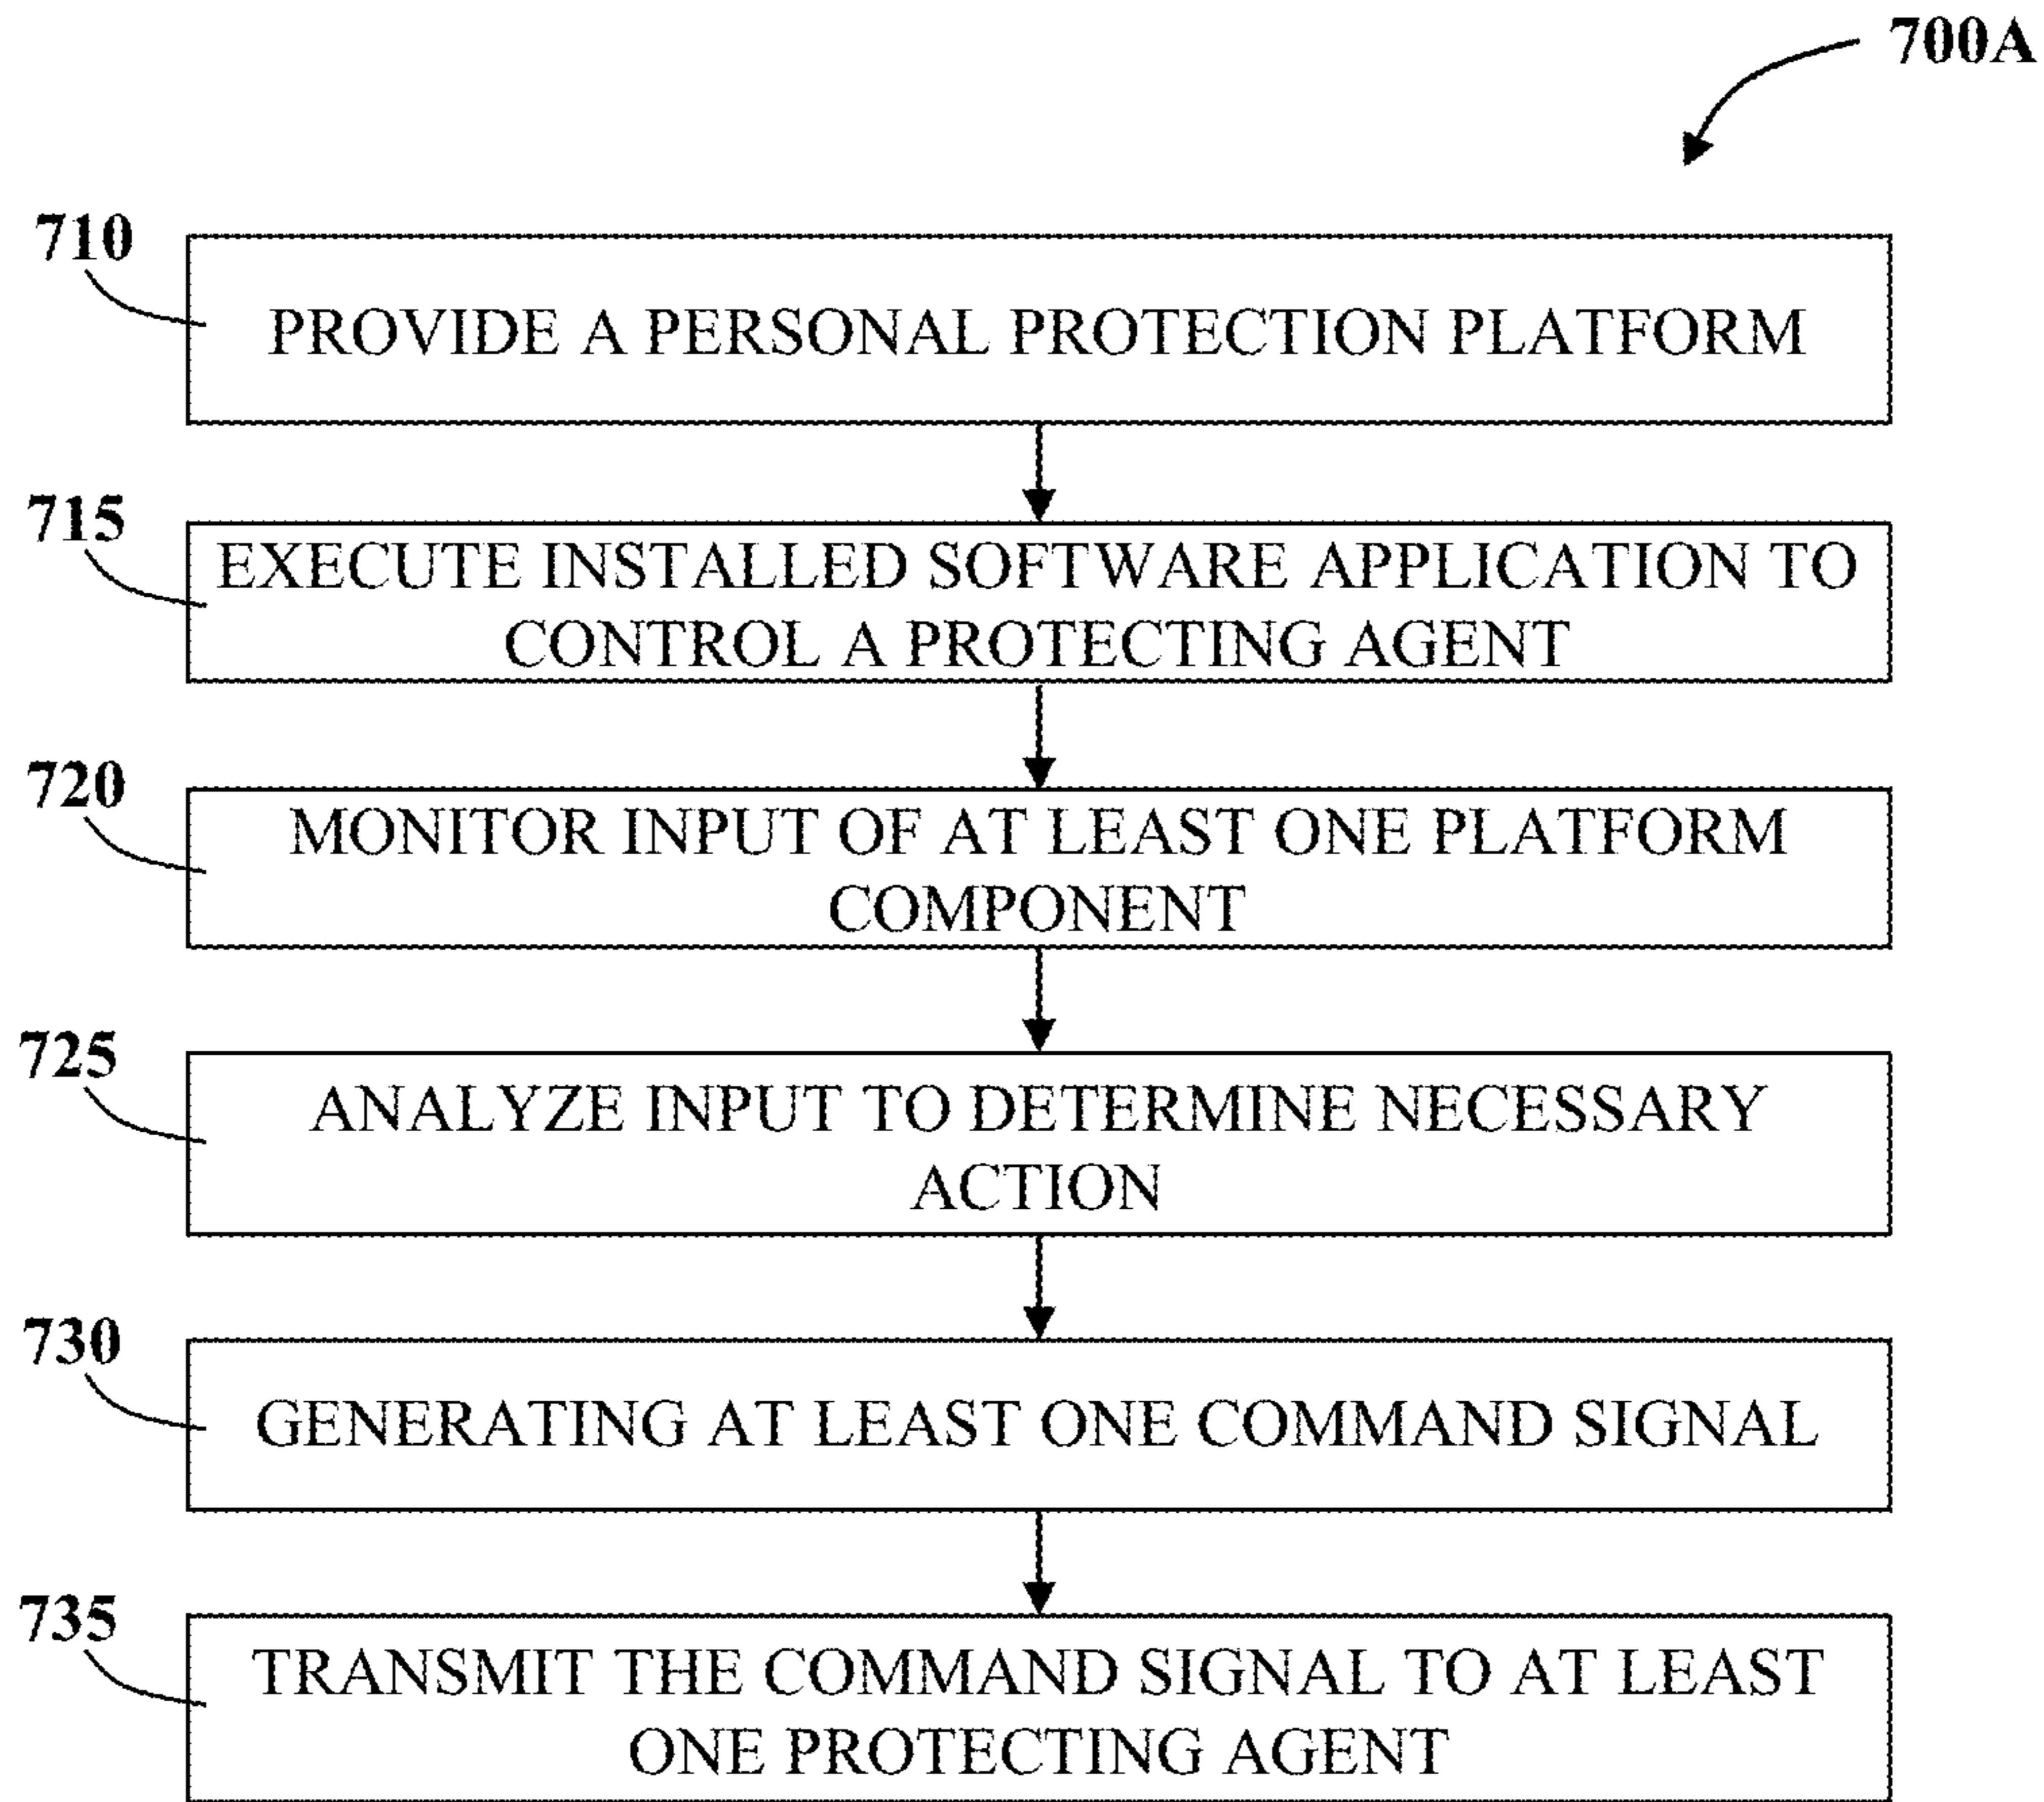 700A
710
PROVIDE A PERSONAL PROTECTION PLATFORM
715
EXECUTE INSTALLED SOFTWARE APPLICATION TO
CONTROL A PROTECTING AGENT
720
MONITOR INPUT OF AT LEAST ONE PLATFORM
COMPONENT
725
ANALYZE INPUT TO DETERMINE NECESSARY
ACTION
730
GENERATING AT LEAST ONE COMMAND SIGNAL
735
TRANSMIT THE COMMAND SIGNAL TO AT LEAST
ONE PROTECTING AGENT